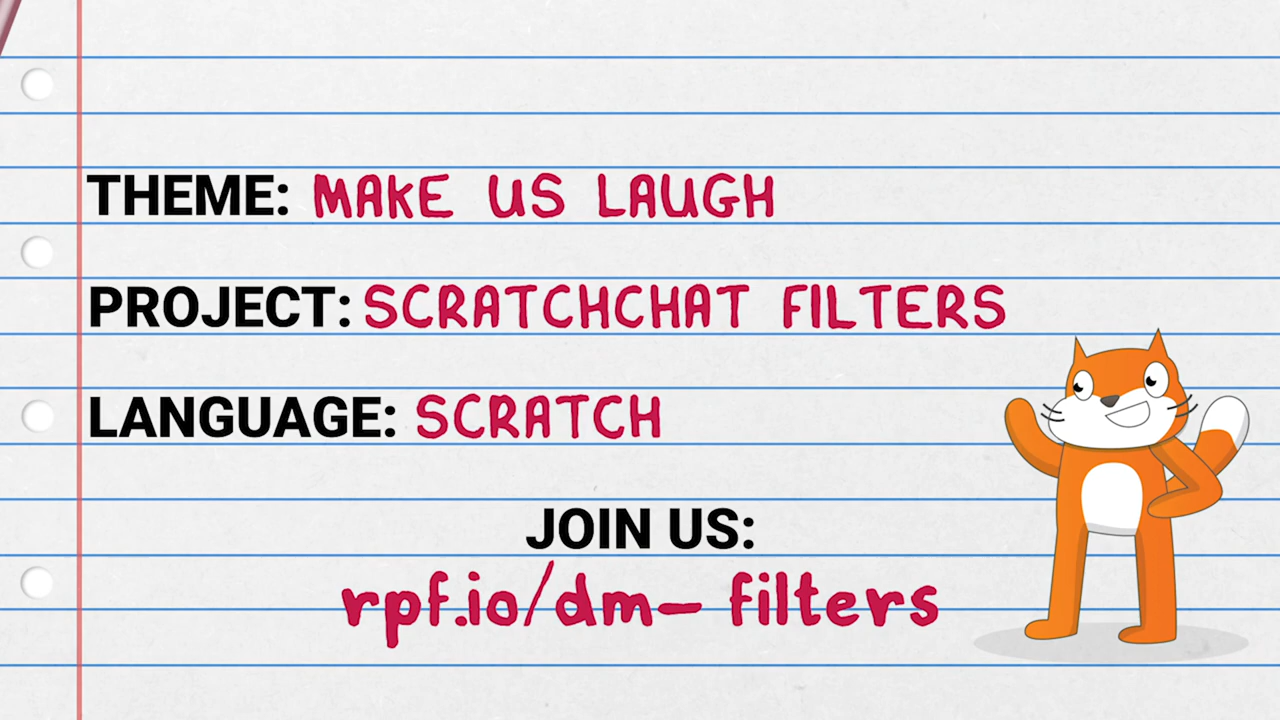 THEME: MAKE US LAUGH
PROJECT: SCRATCHCHAT FILTERS
LANGUAGE: SCRATCH
JOIN US:
rpf.io/dm- filters